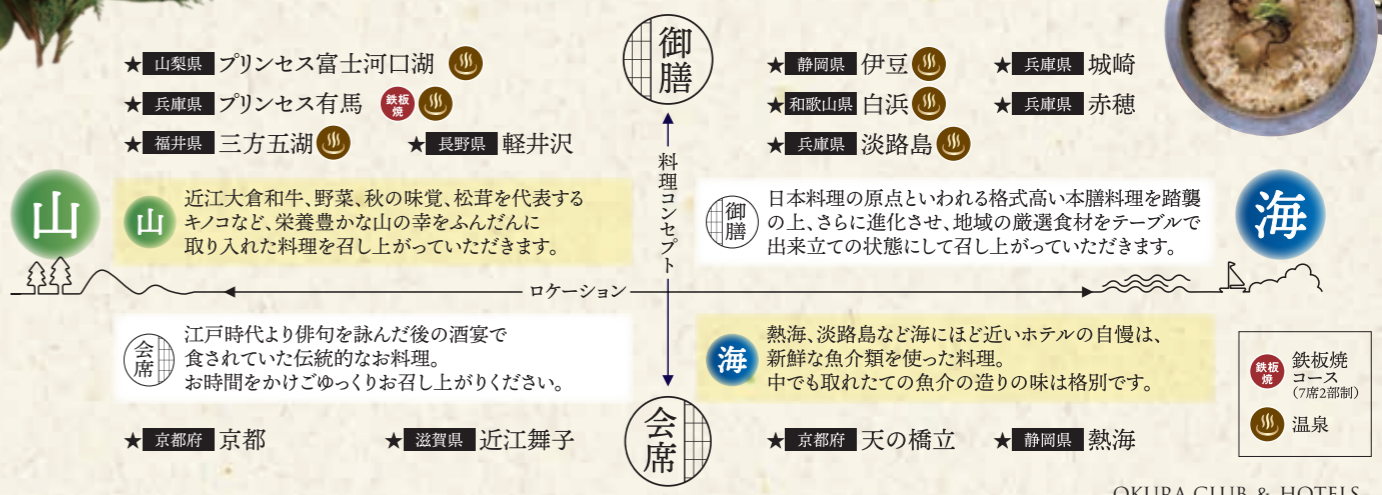 御膳
★ 山梨県 プリンセス富士河口湖
★ 兵庫県 プリンセス有馬 鉄板焼
★ 福井県 三方五湖 ★ 長野県 軽井沢
★ 静岡県 伊豆 ★ 兵庫県 城崎
★ 和歌山県 白浜 ★ 兵庫県 赤穂
★ 兵庫県 淡路島
料理コンセプト
山
山
近江大倉和牛、野菜、秋の味覚、松茸を代表する
キノコなど、栄養豊かな山の幸をふんだんに
取り入れた料理を召し上がっていただきます。
御膳
日本料理の原点といわれる格式高い本膳料理を踏襲
の上、さらに進化させ、地域の厳選食材をテーブルで
出来立ての状態にして召し上がっていただきます。
海
ロケーション
会席
江戸時代より俳句を詠んだ後の酒宴で
食されていた伝統的なお料理。
お時間をかけごゆっくりお召し上がりください。
海
熱海、淡路島など海にほど近いホテルの自慢は、
新鮮な魚介類を使った料理。
中でも取れたての魚介の造りの味は格別です。
鉄板焼
鉄板焼
コース
（7席2部制）
温泉
★ 京都府 京都 ★ 滋賀県 近江舞子
会席
★ 京都府 天の橋立 ★ 静岡県 熱海
OKURA CLUB & HOTELS